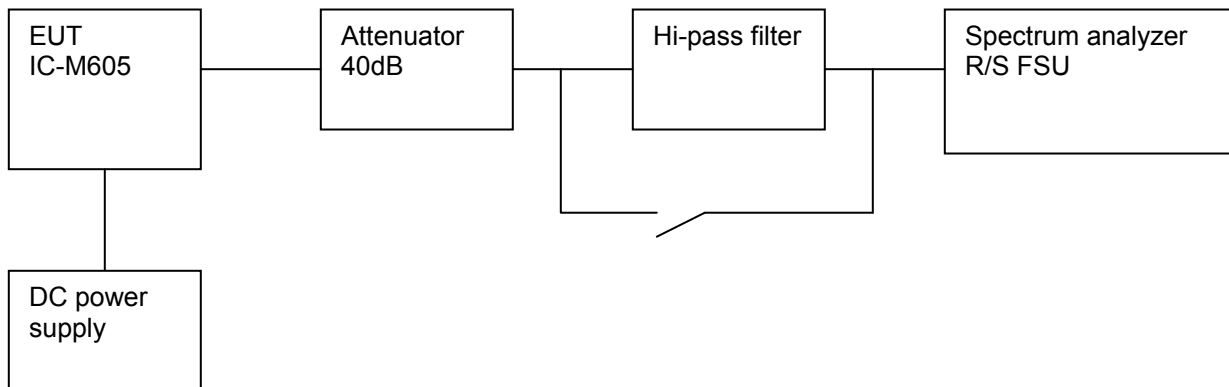 EUT
IC-M605
Attenuator
40dB
Hi-pass filter
Spectrum analyzer
R/S FSU
DC power
supply